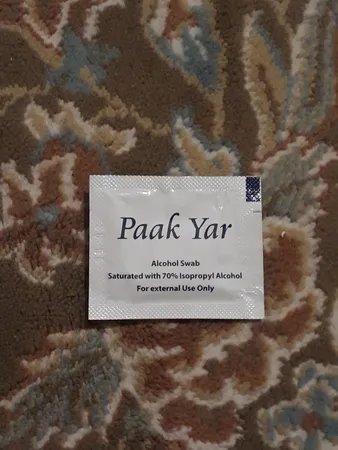 Paak Yar
Alcohol Swab
Saturated with 70% Isopropyl Alcohol
For external Use Only